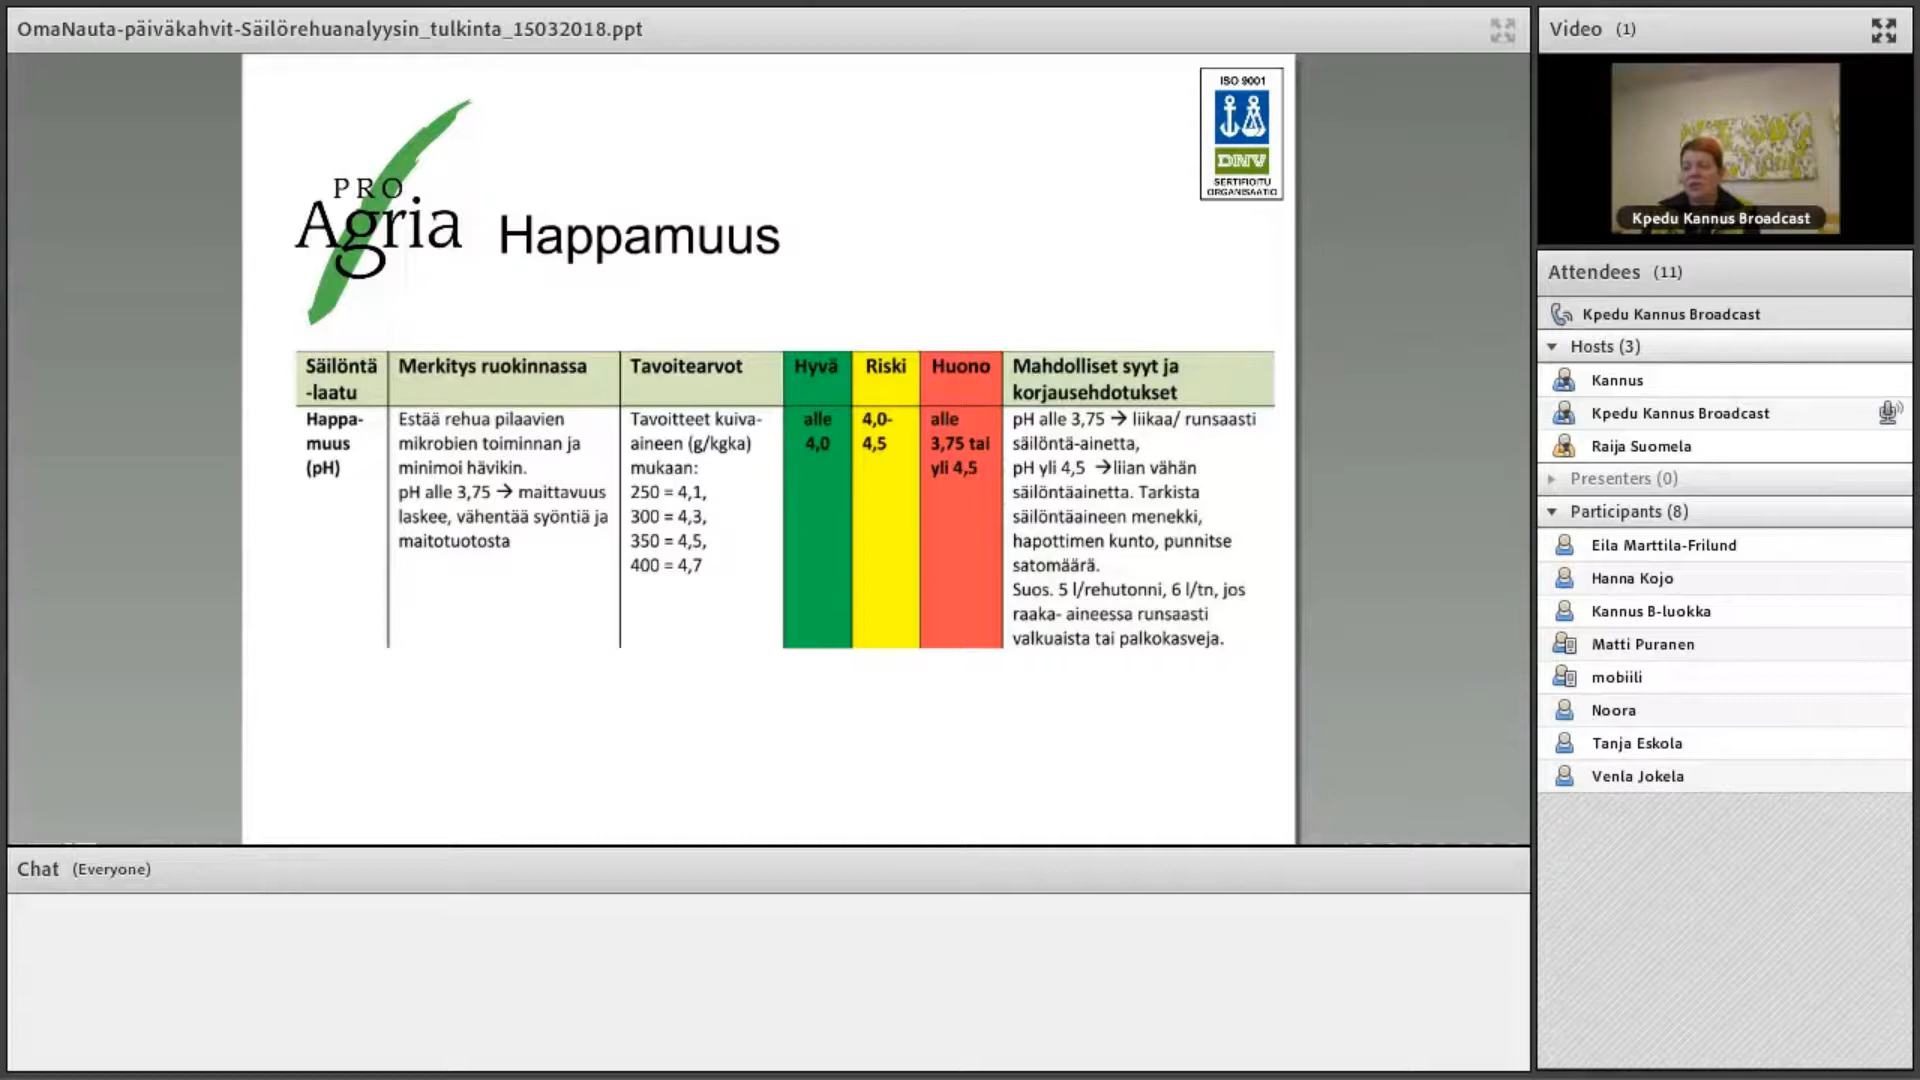 OmaNauta-päiväkahvit-Säilörehuanalyysin_tulkinta_15032018.ppt
PRO
Agria
Happamuus
ISO 9001
DNV
SERTIFIOITU
ORGANISAATIO
Säilöntä
-laatu
Merkitys ruokinnassa
Tavoitearvot
Hyvä
Riski
Huono
Mahdolliset syyt ja
korjausehdotukset
Happa-
muus
(pH)
Estää rehua pilaavien
mikrobien toiminnan ja
minimoi hävikin.
pH alle 3,75 → maittavuus
laskee, vähentää syöntiä ja
maitotuotosta
Tavoitteet kuiva-
aineen (g/kgka)
mukaan:
250 = 4,1,
300 = 4,3,
350 = 4,5,
400 = 4,7
alle
4,0
4,0-
4,5
alle
3,75 tai
yli 4,5
pH alle 3,75 → liikaa/ runsaasti
säilöntä-ainetta,
pH yli 4,5 →liian vähän
säilöntäainetta. Tarkista
säilöntäaineen menekki,
hapottimen kunto, punnitse
satomäärä.
Suos. 5 l/rehutonni, 6 l/tn, jos
raaka- aineessa runsaasti
valkuaista tai palkokasveja.
Chat (Everyone)
Video (1)
Kpedu Kannus Broadcast
Attendees (11)
Kpedu Kannus Broadcast
Hosts (3)
Kannus
Kpedu Kannus Broadcast
Raija Suomela
Presenters (0)
Participants (8)
Eila Marttila-Frilund
Hanna Kojo
Kannus B-luokka
Matti Puranen
mobiili
Noora
Tanja Eskola
Venla Jokela